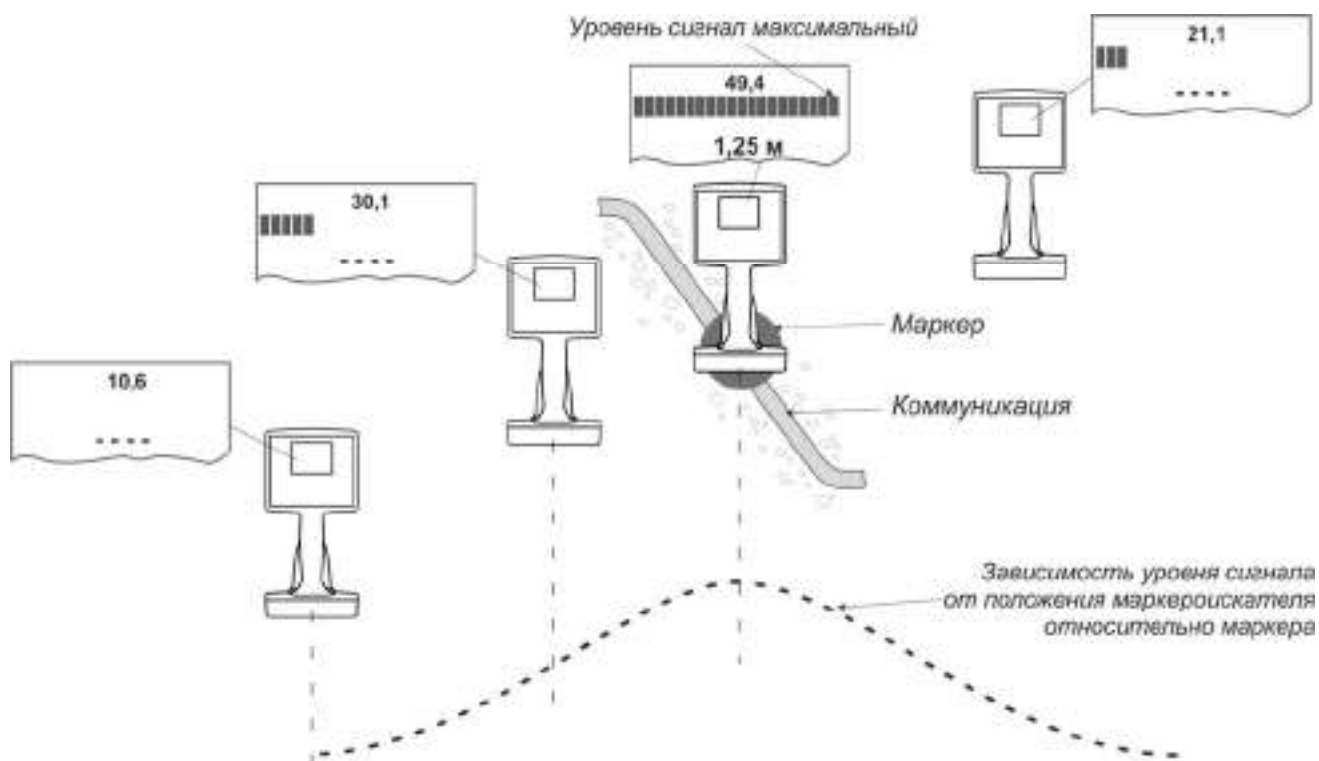 Уровень сигнал максимальный
21,1
- - - -
49,4
1,25 м
30,1
- - - -
Маркер
Коммуникация
10,6
- - - -
Зависимость уровня сигнала
от положения маркероискателя
относительно маркера